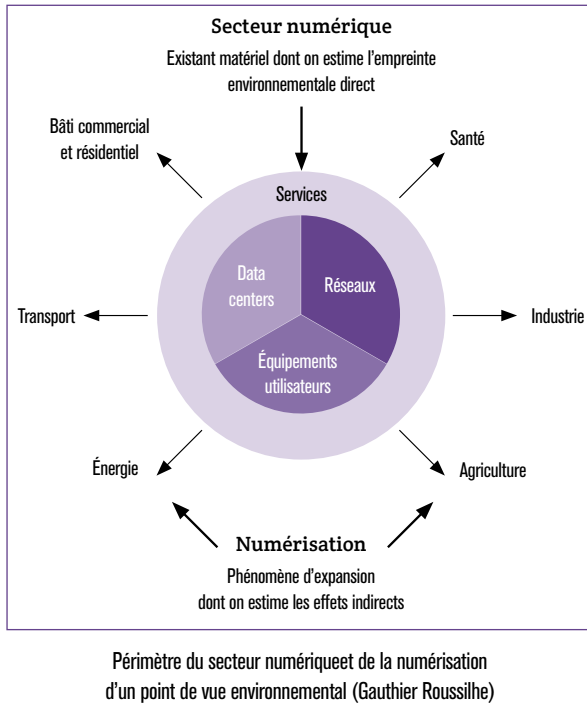 Secteur numérique
Existant matériel dont on estime l'empreinte
environnementale direct
Bâti commercial
et résidentiel
Santé
Services
Data
centers
Réseaux
Transport
Industrie
Équipements
utilisateurs
Énergie
Agriculture
Numérisation
Phénomène d'expansion
dont on estime les effets indirects
Périmètre du secteur numériqueet de la numérisation
d'un point de vue environnemental (Gauthier Roussilhe)